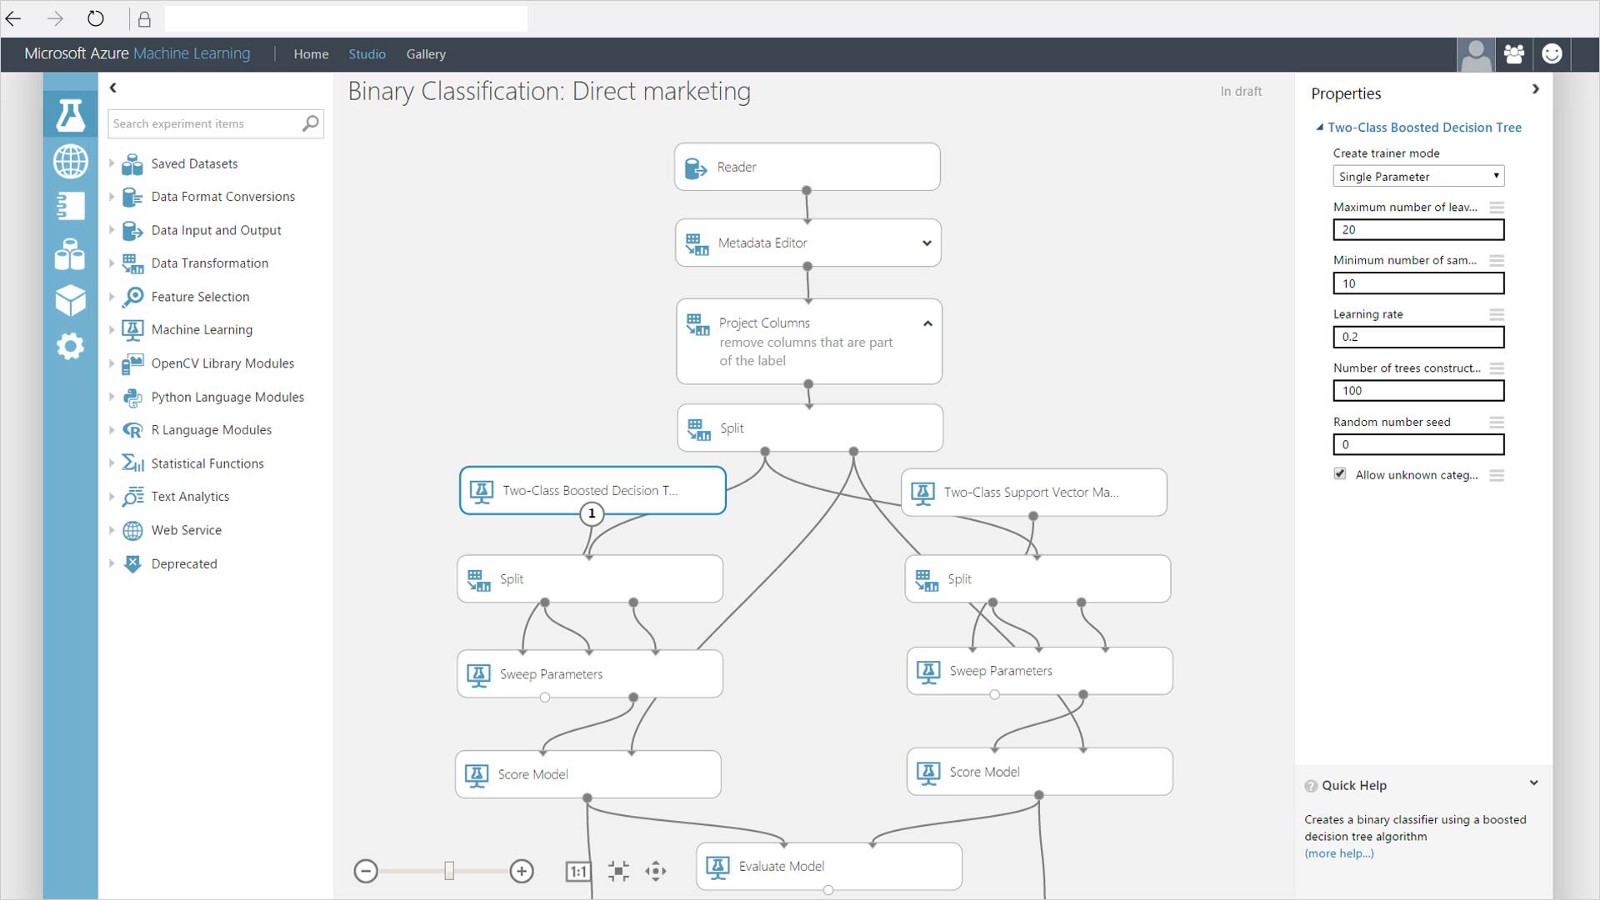 Microsoft Azure Machine Learning
Home
Studio
Gallery
Search experiment items
Saved Datasets
Data Format Conversions
Data Input and Output
Data Transformation
Feature Selection
Machine Learning
OpenCV Library Modules
Python Language Modules
R Language Modules
Statistical Functions
Text Analytics
Web Service
Deprecated
Binary Classification: Direct marketing
In draft
Reader
Metadata Editor
Project Columns
remove columns that are part
of the label
Split
Two-Class Boosted Decision T...
1
Two-Class Support Vector Ma...
Split
Split
Sweep Parameters
Sweep Parameters
Score Model
Score Model
Evaluate Model
1:1
Properties
Two-Class Boosted Decision Tree
Create trainer mode
Single Parameter
Maximum number of leav...
20
Minimum number of sam...
10
Learning rate
0.2
Number of trees construct...
100
Random number seed
0
Allow unknown categ...
? Quick Help
Creates a binary classifier using a boosted
decision tree algorithm
(more help...)